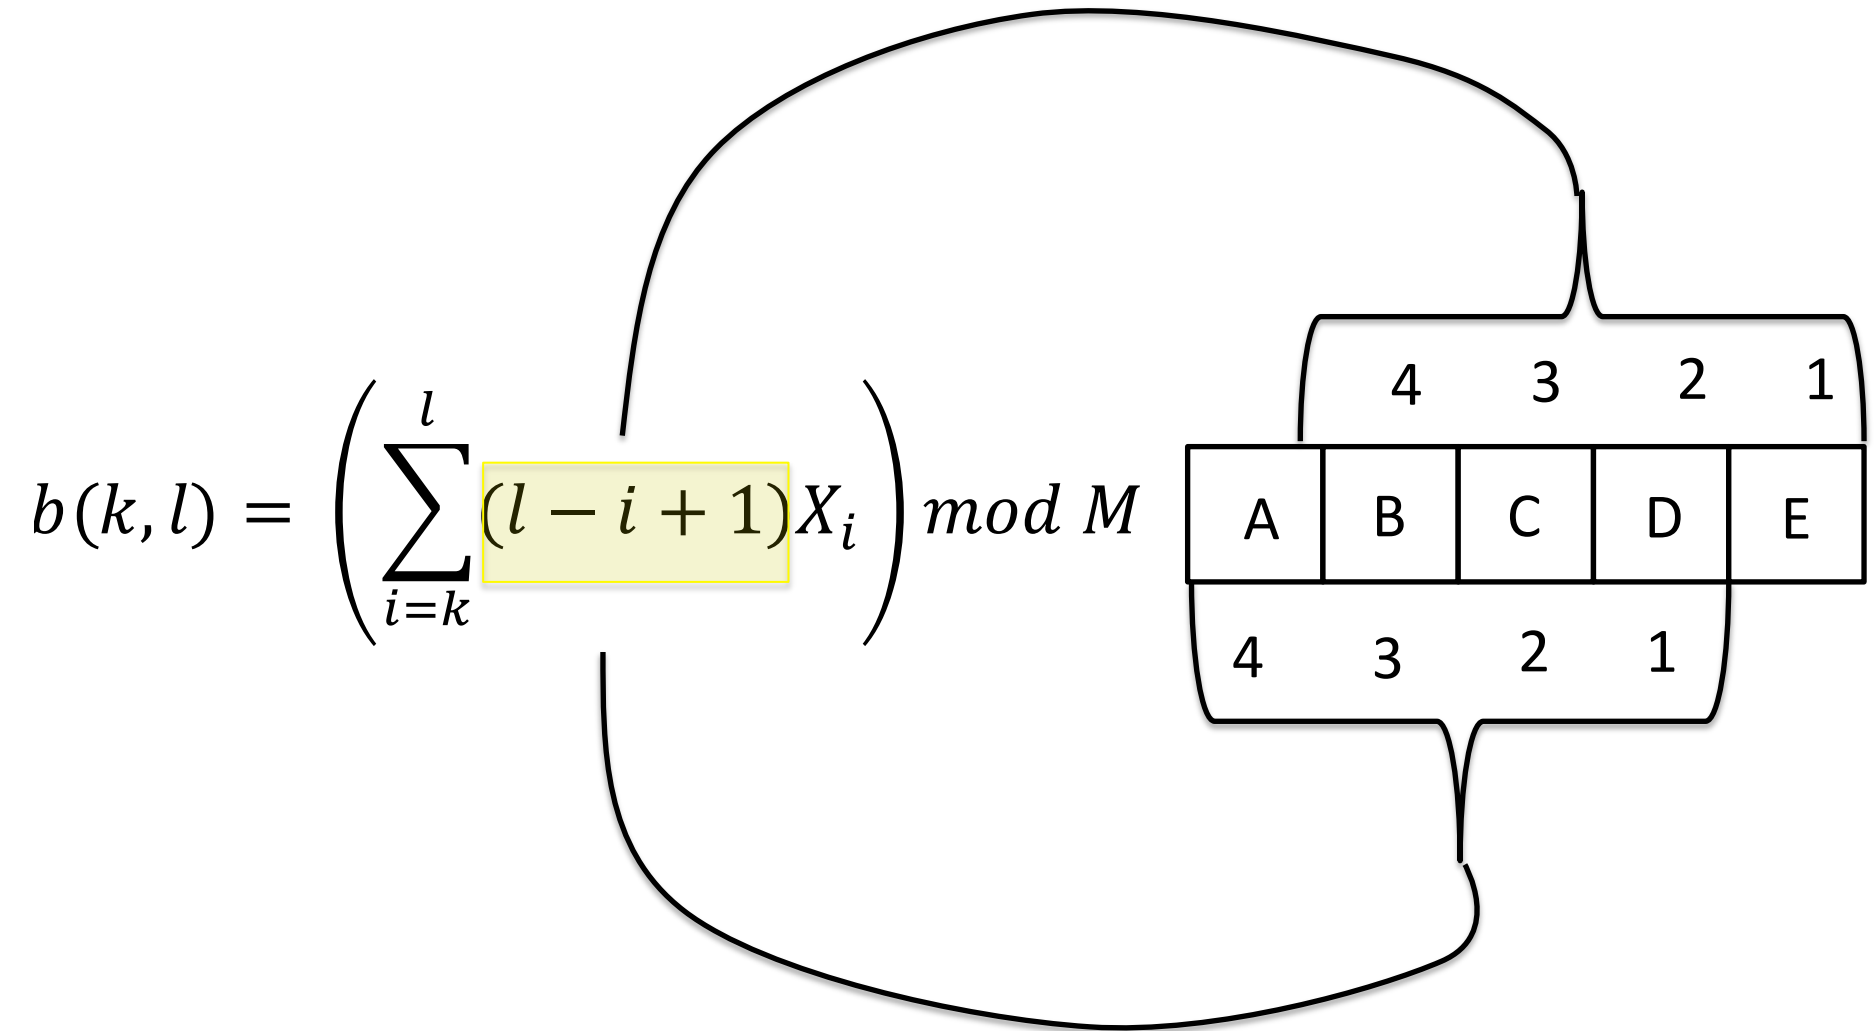 4 3 2 1
b(k, l) = (∑_{i=k}^{l} (l − i + 1)X_i) mod M
A B C D E
4 3 2 1